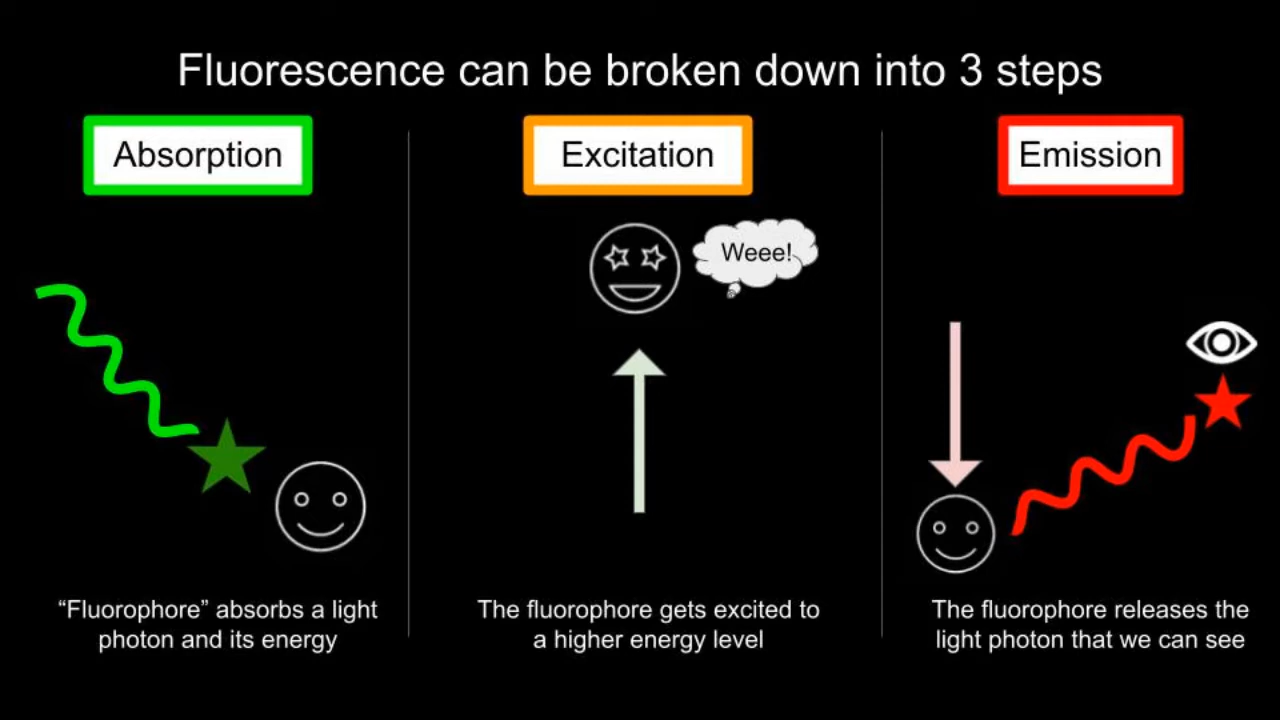 Fluorescence can be broken down into 3 steps
Absorption
Excitation
Emission
Weee!
“Fluorophore” absorbs a light
photon and its energy
The fluorophore gets excited to
a higher energy level
The fluorophore releases the
light photon that we can see